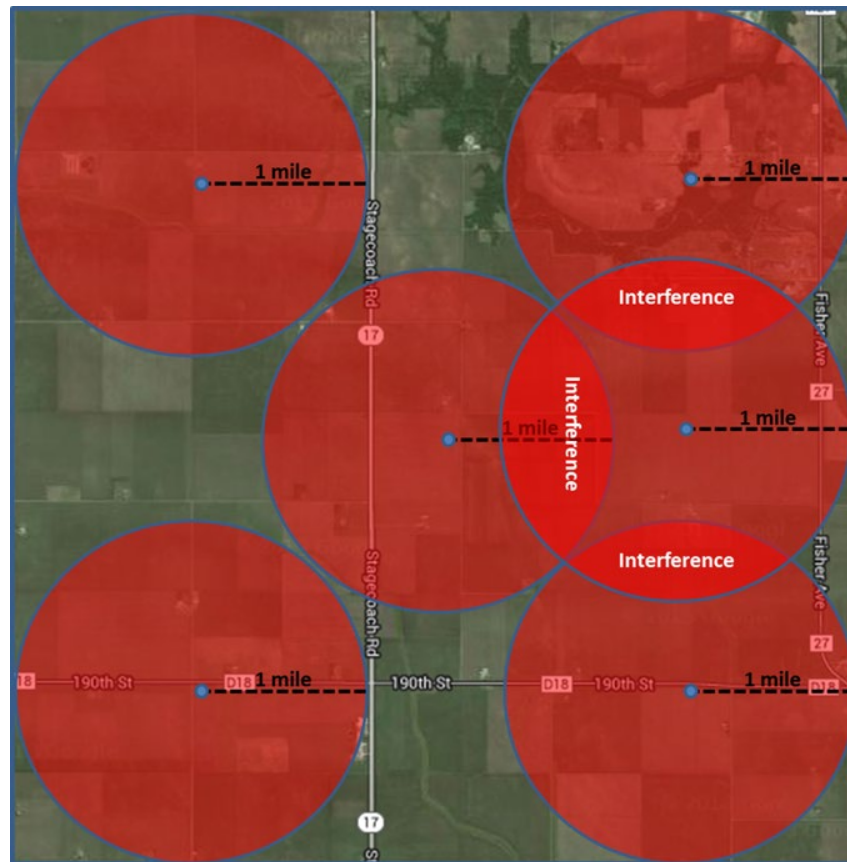 1 mile
1 mile
Stagecoach Rd
17
Interference
Fisher Ave
27
Interference
1 mile
1 mile
Interference
Stagecoach Rd
Fisher Ave
27
18
190th St
D18
1 mile
190th St
D18
190th St
D18
1 mile
17
St